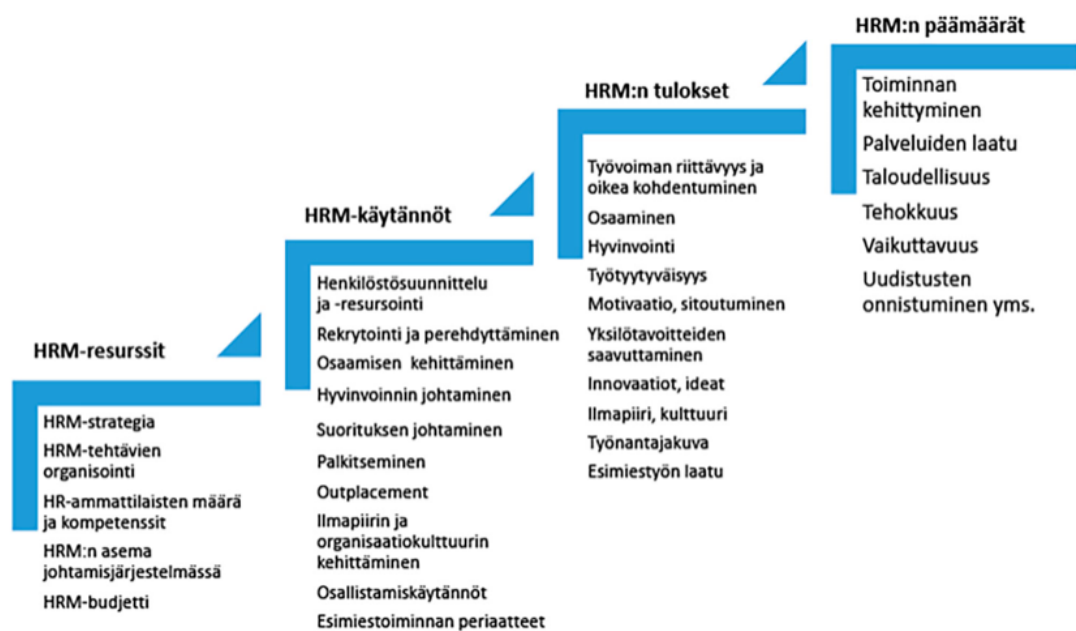 HRM-resurssit
HRM-strategia
HRM-tehtävien
organisointi
HR-ammattilaisten määrä
ja kompetenssit
HRM:n asema
johtamisjärjestelmässä
HRM-budjetti
HRM-käytännöt
Henkilöstösuunnittelu
ja -resursointi
Rekrytointi ja perehdyttäminen
Osaamisen kehittäminen
Hyvinvoinnin johtaminen
Suorituksen johtaminen
Palkitseminen
Outplacement
Ilmapiirin ja
organisaatiokulttuurin
kehittäminen
Osallistamiskäytännöt
Esimiestoiminnan periaatteet
HRM:n tulokset
Työvoiman riittävyys ja
oikea kohdentuminen
Osaaminen
Hyvinvointi
Työtyytyväisyys
Motivaatio, sitoutuminen
Yksilötavoitteiden
saavuttaminen
Innovaatiot, ideat
Ilmapiiri, kulttuuri
Työnantajakuva
Esimiestyön laatu
HRM:n päämäärät
Toiminnan
kehittyminen
Palveluiden laatu
Taloudellisuus
Tehokkuus
Vaikuttavuus
Uudistusten
onnistuminen yms.